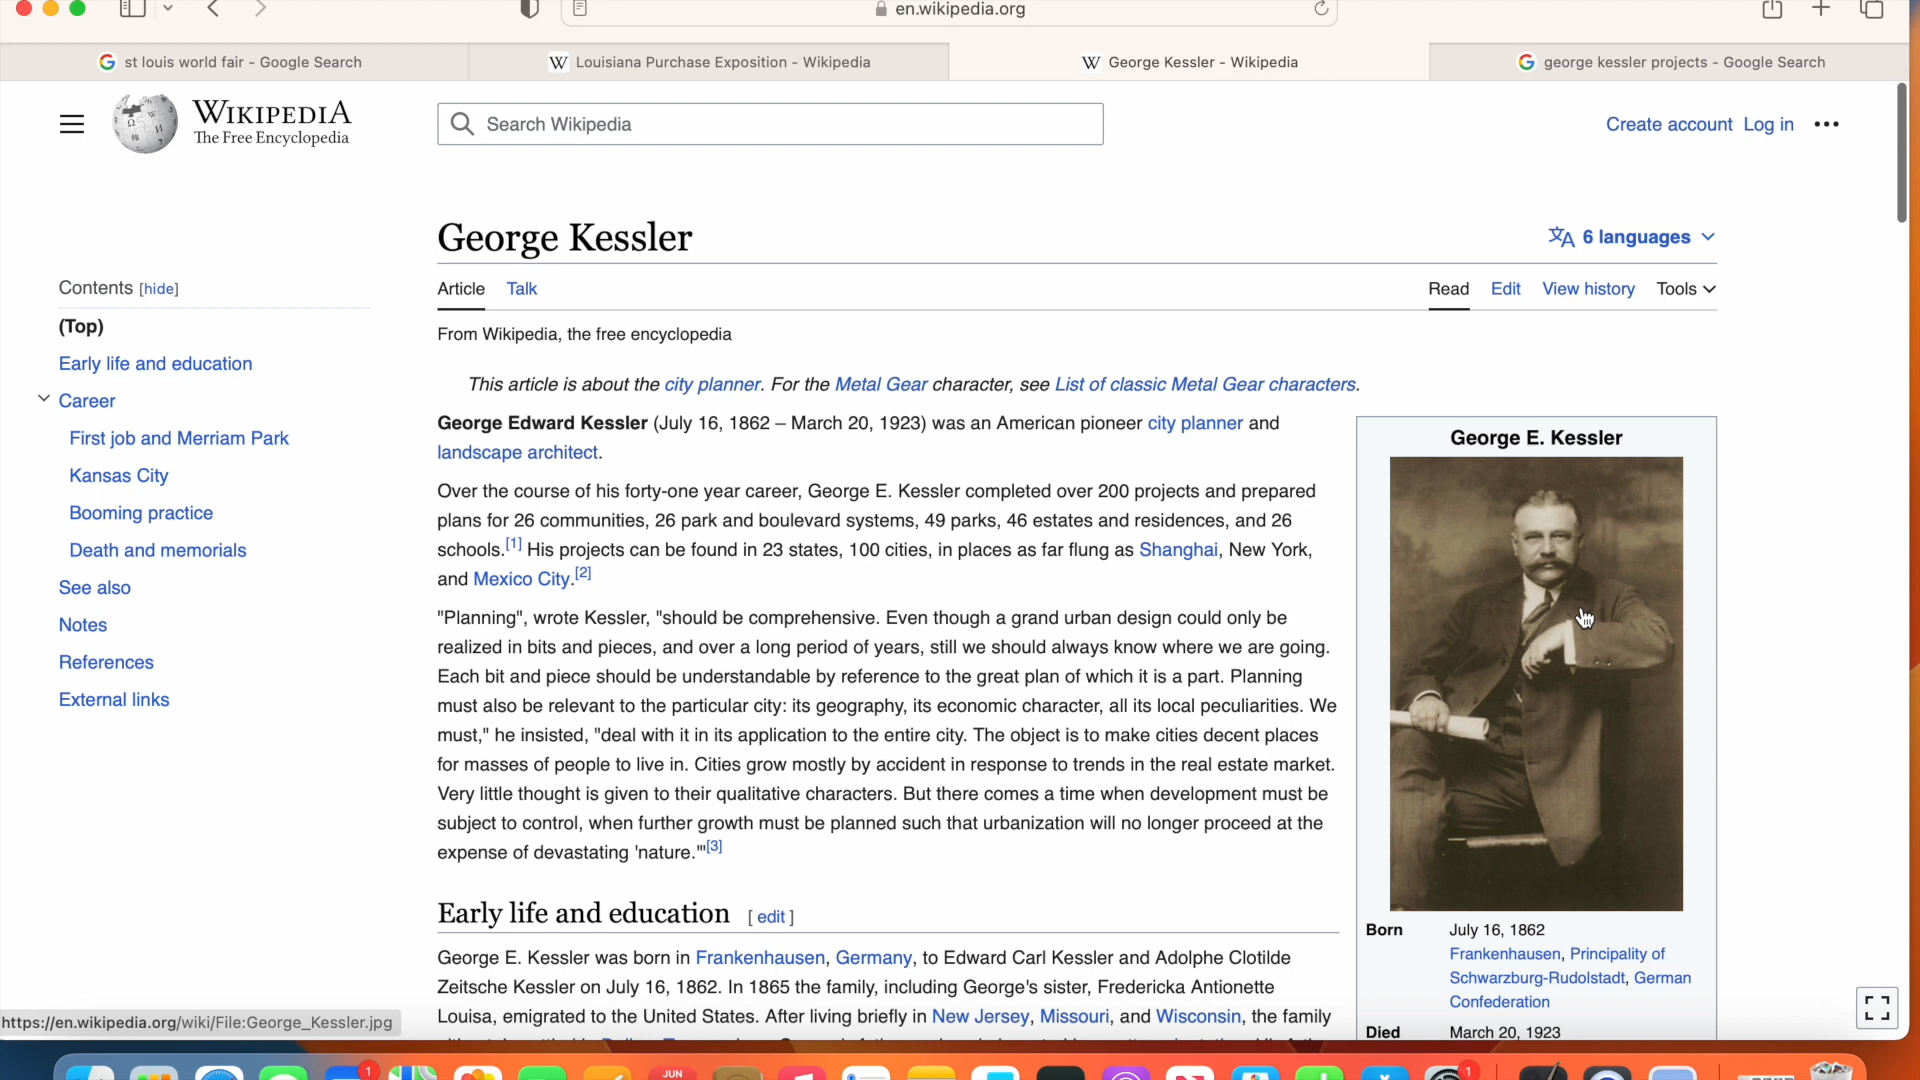 en.wikipedia.org
st louis world fair - Google Search
Louisiana Purchase Exposition - Wikipedia
George Kessler - Wikipedia
george kessler projects - Google Search
WIKIPEDIA
The Free Encyclopedia
Search Wikipedia
Create account Log in
George Kessler
6 languages
Contents [hide]
(Top)
Early life and education
Career
First job and Merriam Park
Kansas City
Booming practice
Death and memorials
See also
Notes
References
External links
Article Talk
Read Edit View history Tools
From Wikipedia, the free encyclopedia
This article is about the city planner. For the Metal Gear character, see List of classic Metal Gear characters.
George Edward Kessler (July 16, 1862 – March 20, 1923) was an American pioneer city planner and
landscape architect.
Over the course of his forty-one year career, George E. Kessler completed over 200 projects and prepared
plans for 26 communities, 26 park and boulevard systems, 49 parks, 46 estates and residences, and 26
schools.[1] His projects can be found in 23 states, 100 cities, in places as far flung as Shanghai, New York,
and Mexico City.[2]
"Planning", wrote Kessler, "should be comprehensive. Even though a grand urban design could only be
realized in bits and pieces, and over a long period of years, still we should always know where we are going.
Each bit and piece should be understandable by reference to the great plan of which it is a part. Planning
must also be relevant to the particular city: its geography, its economic character, all its local peculiarities. We
must," he insisted, "deal with it in its application to the entire city. The object is to make cities decent places
for masses of people to live in. Cities grow mostly by accident in response to trends in the real estate market.
Very little thought is given to their qualitative characters. But there comes a time when development must be
subject to control, when further growth must be planned such that urbanization will no longer proceed at the
expense of devastating 'nature.'"[3]
Early life and education [ edit ]
George E. Kessler was born in Frankenhausen, Germany, to Edward Carl Kessler and Adolphe Clotilde
Zeitsche Kessler on July 16, 1862. In 1865 the family, including George's sister, Fredericka Antionette
Louisa, emigrated to the United States. After living briefly in New Jersey, Missouri, and Wisconsin, the family
George E. Kessler
Born July 16, 1862
Frankenhausen, Principality of
Schwarzburg-Rudolstadt, German
Confederation
Died March 20, 1923
https://en.wikipedia.org/wiki/File:George_Kessler.jpg
1
JUN
1